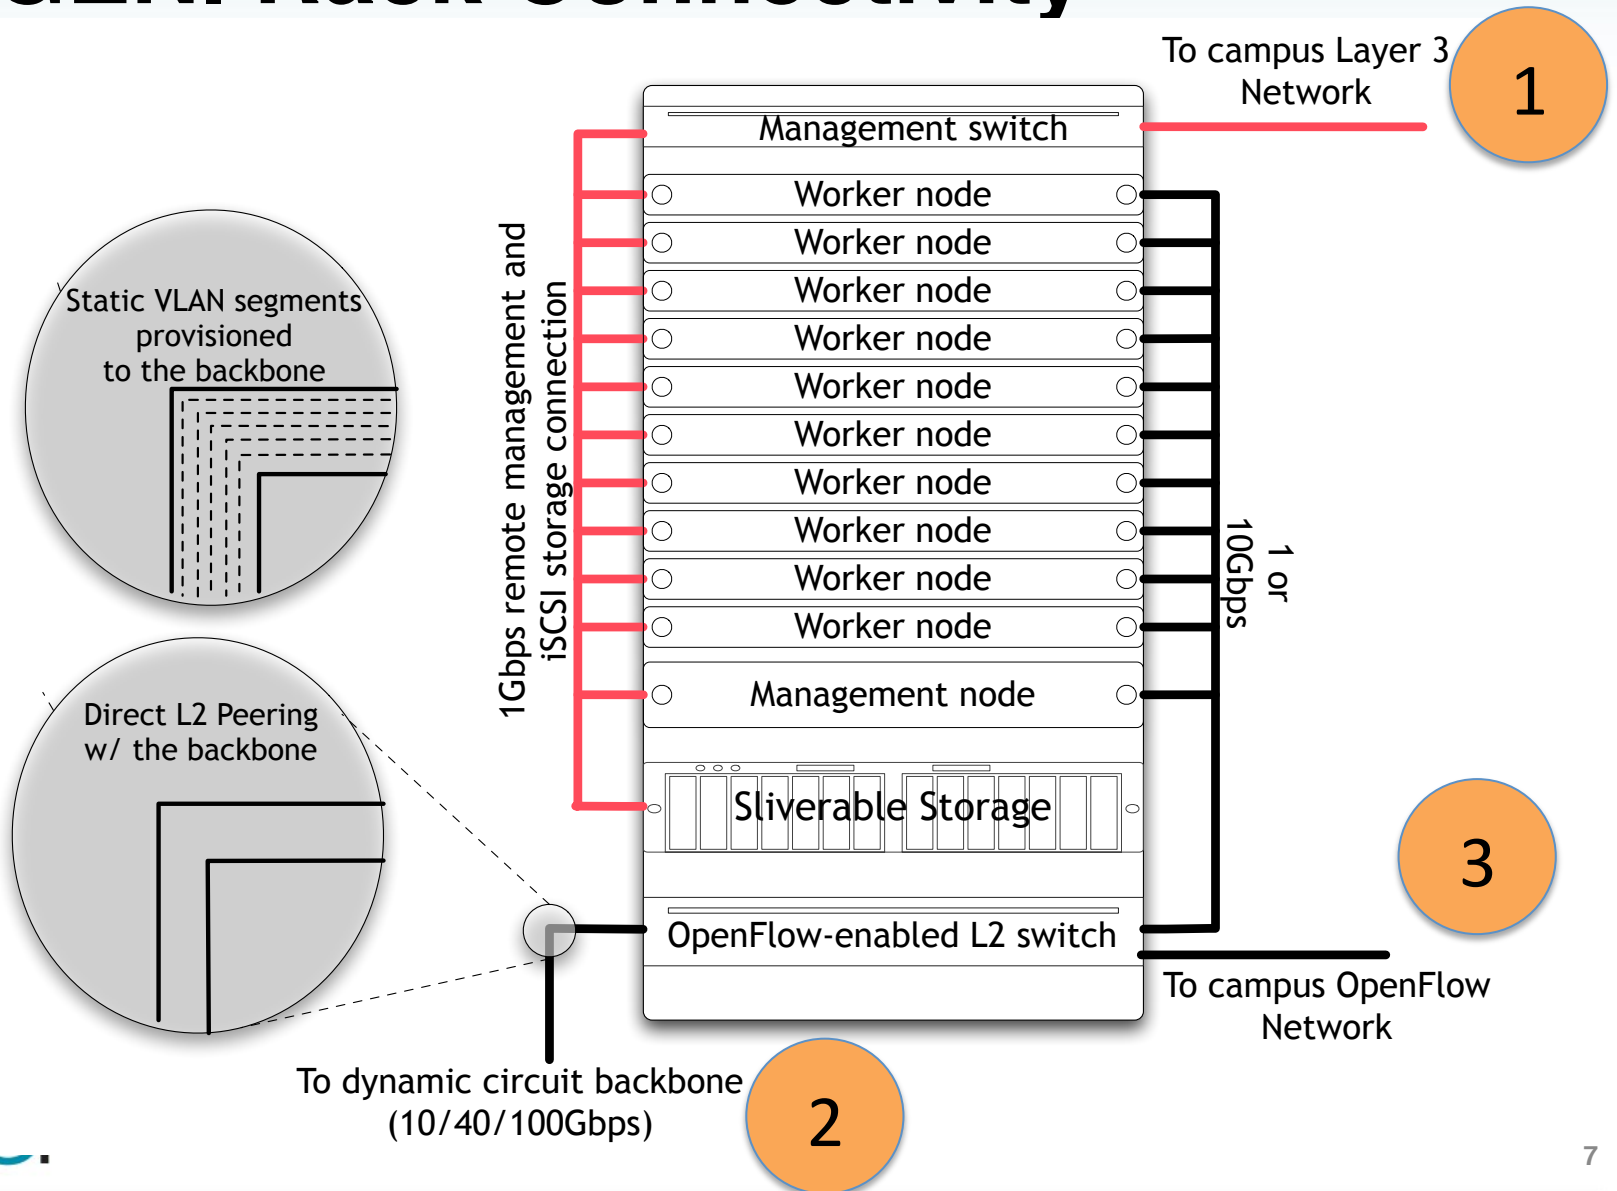 GENI Rack Connectivity
To campus Layer 3
Network
1
Management switch
Worker node
Worker node
Worker node
Worker node
Worker node
Worker node
Worker node
Worker node
Worker node
Worker node
Management node
Sliverable Storage
OpenFlow-enabled L2 switch
1Gbps remote management and
iSCSI storage connection
1 or
10Gbps
Static VLAN segments
provisioned
to the backbone
Direct L2 Peering
w/ the backbone
3
To campus OpenFlow
Network
To dynamic circuit backbone
(10/40/100Gbps)
2
7